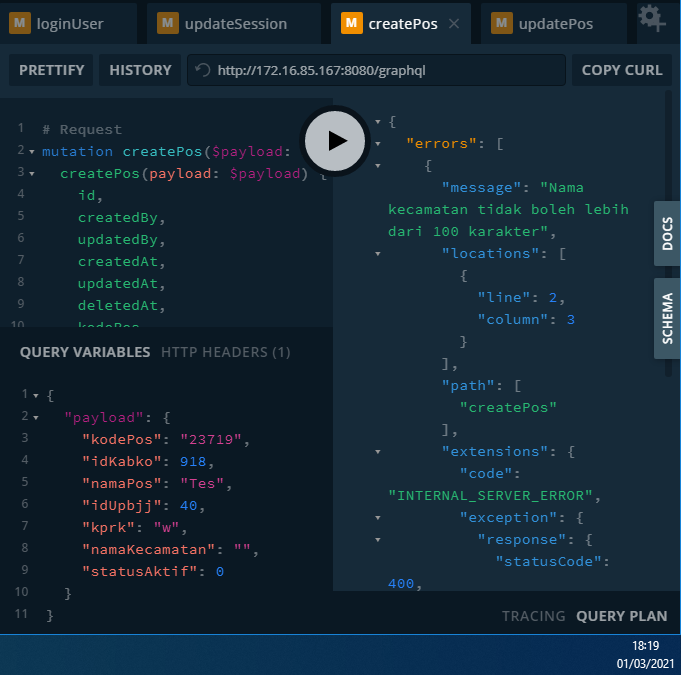 M loginUser
M updateSession
M createPos ×
M updatePos
PRETTIFY
HISTORY
http://172.16.85.167:8080/graphql
COPY CURL
1 # Request
2 mutation createPos($payload:
3 createPos(payload: $payload) {
4 id,
5 createdBy,
6 updatedBy,
7 createdAt,
8 updatedAt,
9 deletedAt,
10 kodePos
QUERY VARIABLES HTTP HEADERS (1)
1 {
2 "payload": {
3 "kodePos": "23719",
4 "idKabko": 918,
5 "namaPos": "Tes",
6 "idUpbjj": 40,
7 "kprk": "w",
8 "namaKecamatan": "",
9 "statusAktif": 0
10 }
11 }
{
"errors": [
{
"message": "Nama
kecamatan tidak boleh lebih
dari 100 karakter",
"locations": [
{
"line": 2,
"column": 3
}
],
"path": [
"createPos"
],
"extensions": {
"code":
"INTERNAL_SERVER_ERROR",
"exception": {
"response": {
"statusCode":
400,
DOCS
SCHEMA
TRACING QUERY PLAN
18:19
01/03/2021